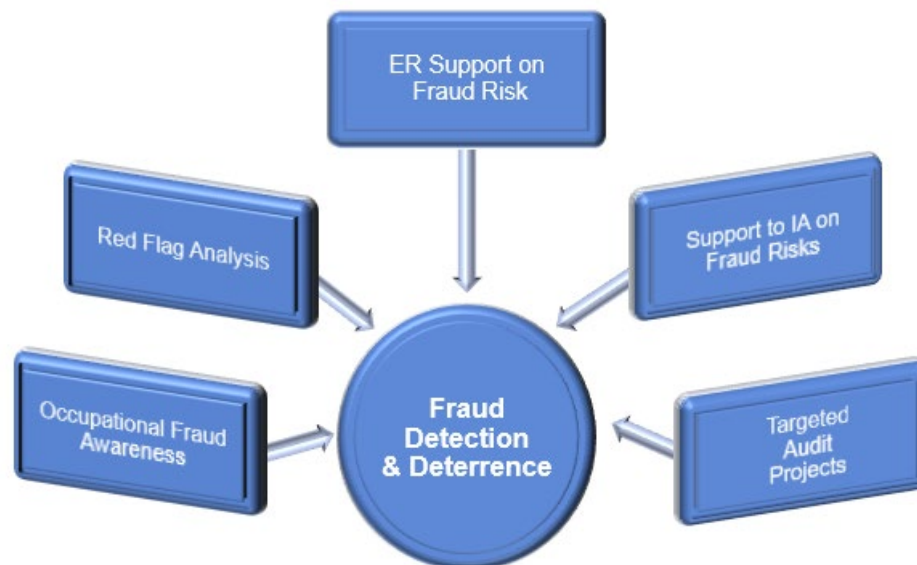 ER Support on
Fraud Risk
Red Flag Analysis
Support to IA on
Fraud Risks
Occupational Fraud
Awareness
Fraud
Detection
& Deterrence
Targeted
Audit
Projects